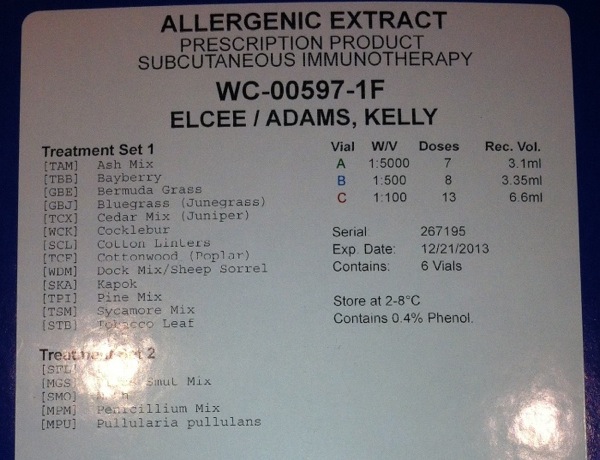 ALLERGENIC EXTRACT
PRESCRIPTION PRODUCT
SUBCUTANEOUS IMMUNOTHERAPY
WC-00597-1F
ELCEE / ADAMS, KELLY
Treatment Set 1
[TAM] Ash Mix
[TBB] Bayberry
[GBE] Bermuda Grass
[GBJ] Bluegrass (Junegrass)
[TCX] Cedar Mix (Juniper)
[WCK] Cocklebur
[SCL] Cotton Linters
[TCF] Cottonwood (Poplar)
[WDM] Dock Mix/Sheep Sorrel
[SKA] Kapok
[TPI] Pine Mix
[TSM] Sycamore Mix
[STB] Tobacco Leaf
Treatment Set 2
[MGS] Smut Mix
[SMO]
[MPM] Penicillium Mix
[MPU] Pullularia pullulans
Vial W/V Doses Rec. Vol.
A 1:5000 7 3.1ml
B 1:500 8 3.35ml
C 1:100 13 6.6ml
Serial 267195
Exp. Date: 12/21/2013
Contains: 6 Vials
Store at 2-8°C
Contains 0.4% Phenol.